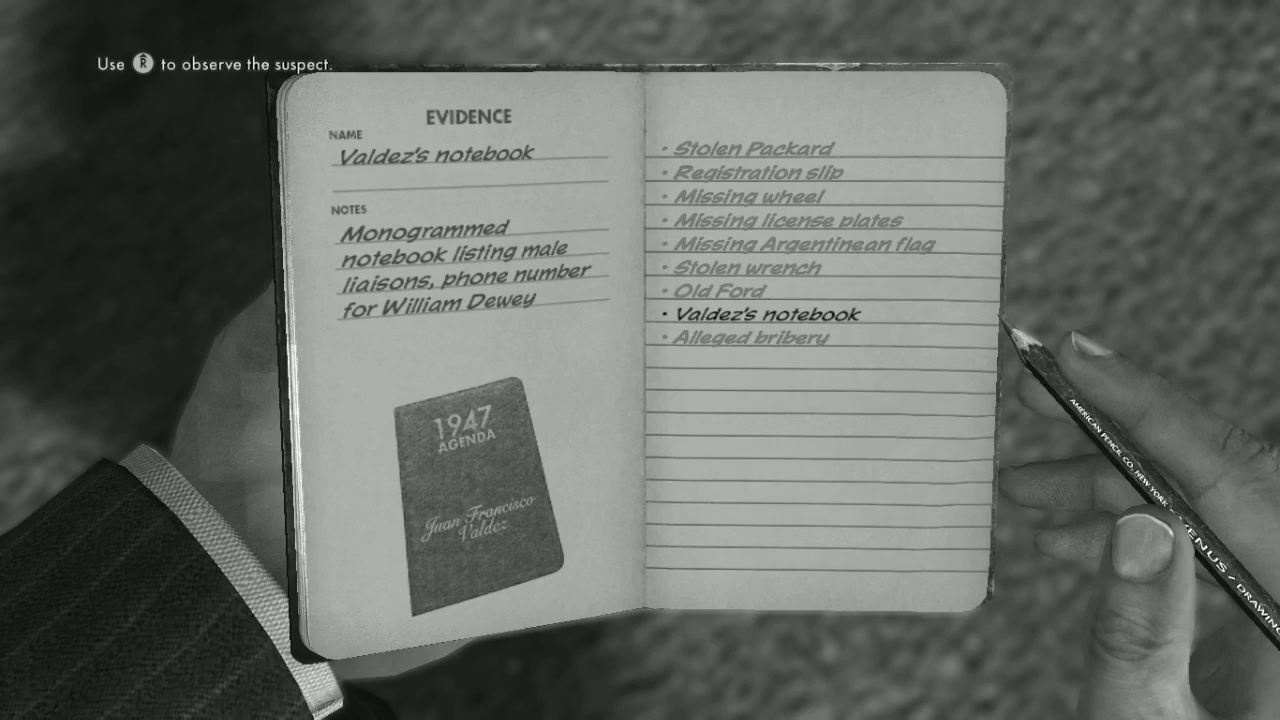 Use R to observe the suspect.
EVIDENCE
NAME
Valdez's notebook
NOTES
Monogrammed
notebook listing male
liaisons, phone number
for William Dewey
1947
AGENDA
Juan Francisco
Valdez
• Stolen Packard
• Registration slip
• Missing wheel
• Missing license plates
• Missing Argentinean flag
• Stolen wrench
• Old Ford
• Valdez's notebook
• Alleged bribery
AMERICAN PENCIL CO. NEW YORK - VENUS / DRAWING